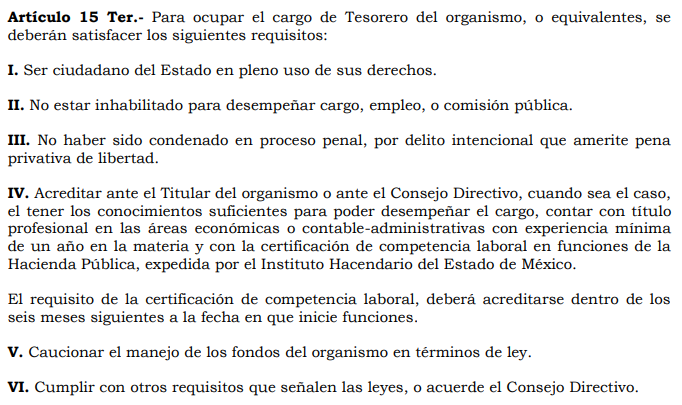 Artículo 15 Ter.- Para ocupar el cargo de Tesorero del organismo, o equivalentes, se
deberán satisfacer los siguientes requisitos:
I. Ser ciudadano del Estado en pleno uso de sus derechos.
II. No estar inhabilitado para desempeñar cargo, empleo, o comisión pública.
III. No haber sido condenado en proceso penal, por delito intencional que amerite pena
privativa de libertad.
IV. Acreditar ante el Titular del organismo o ante el Consejo Directivo, cuando sea el caso,
el tener los conocimientos suficientes para poder desempeñar el cargo, contar con título
profesional en las áreas económicas o contable-administrativas con experiencia mínima
de un año en la materia y con la certificación de competencia laboral en funciones de la
Hacienda Pública, expedida por el Instituto Hacendario del Estado de México.
El requisito de la certificación de competencia laboral, deberá acreditarse dentro de los
seis meses siguientes a la fecha en que inicie funciones.
V. Caucionar el manejo de los fondos del organismo en términos de ley.
VI. Cumplir con otros requisitos que señalen las leyes, o acuerde el Consejo Directivo.